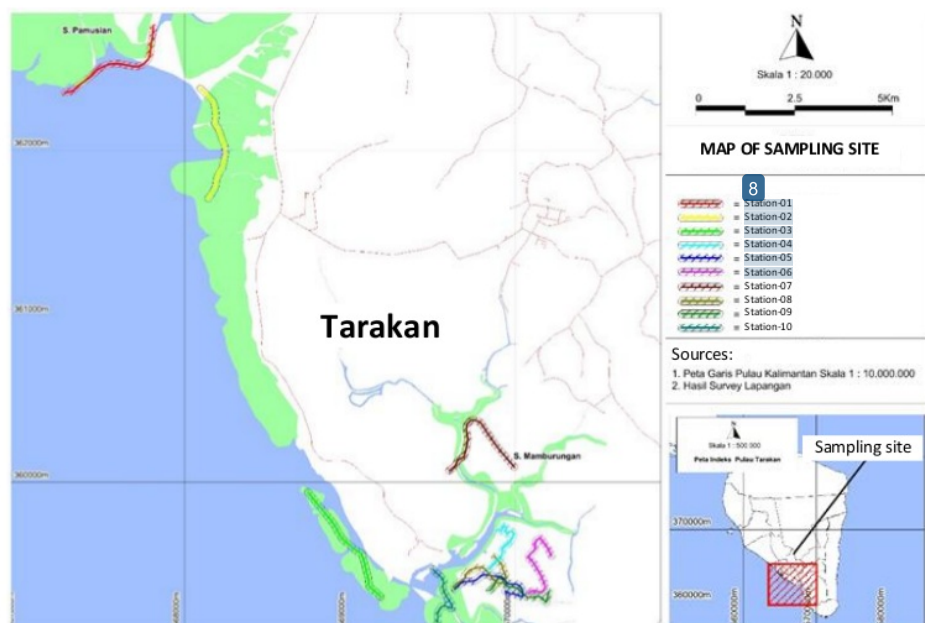 S. Pamusian
362000m
361000m
360000m
Tarakan
S. Mamburungan
N
Skala 1 : 20.000
0 2.5 5Km
MAP OF SAMPLING SITE
8
= Station-01
= Station-02
= Station-03
= Station-04
= Station-05
= Station-06
= Station-07
= Station-08
= Station-09
= Station-10
Sources:
1. Peta Garis Pulau Kalimantan Skala 1 : 10.000.000
2. Hasil Survey Lapangan
N
Skala 1 : 500.000
Peta Indeks Pulau Tarakan
Sampling site
370000m
360000m